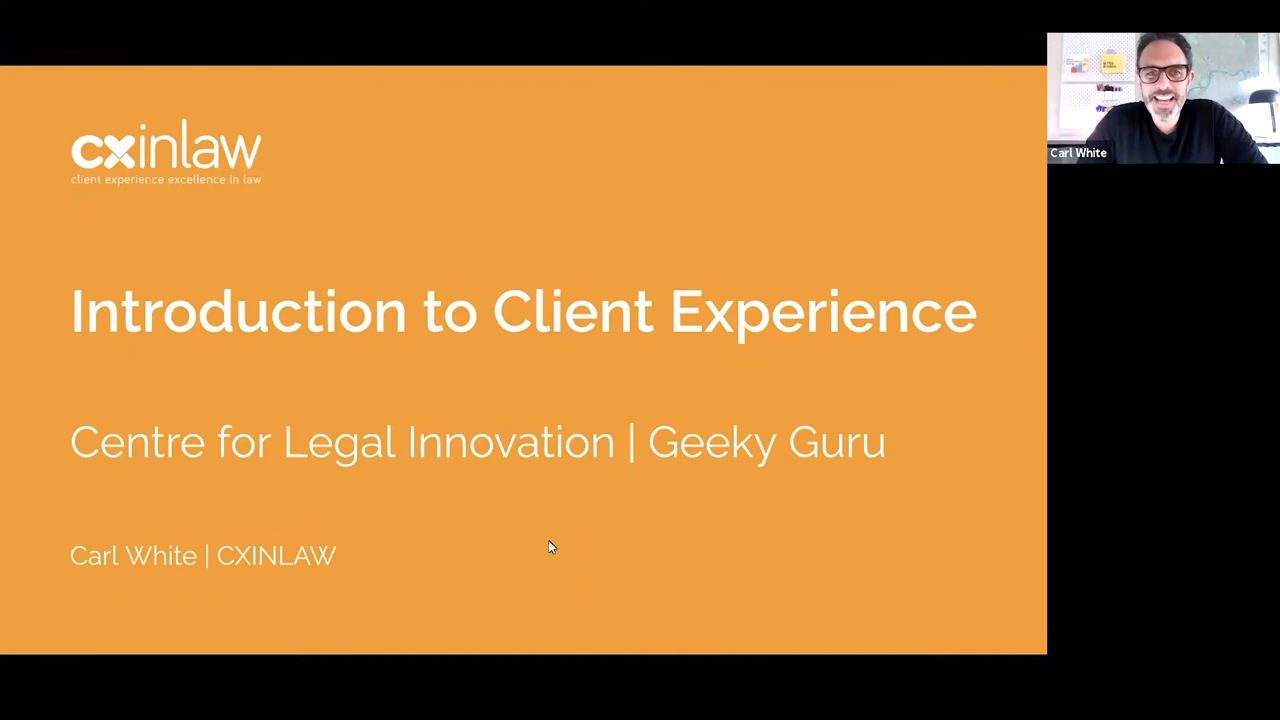 cxinlaw
client experience excellence in law
Introduction to Client Experience
Centre for Legal Innovation | Geeky Guru
Carl White | CXINLAW
Carl White